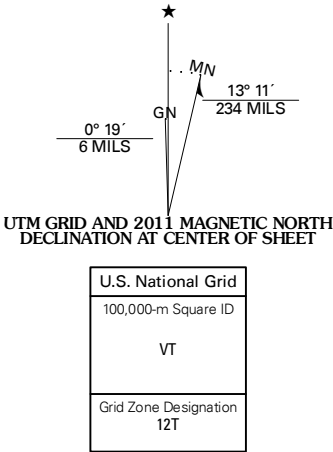 ★
MN
GN
13° 11´
234 MILS
0° 19´
6 MILS
UTM GRID AND 2011 MAGNETIC NORTH
DECLINATION AT CENTER OF SHEET
U.S. National Grid
100,000-m Square ID
VT
Grid Zone Designation
12T